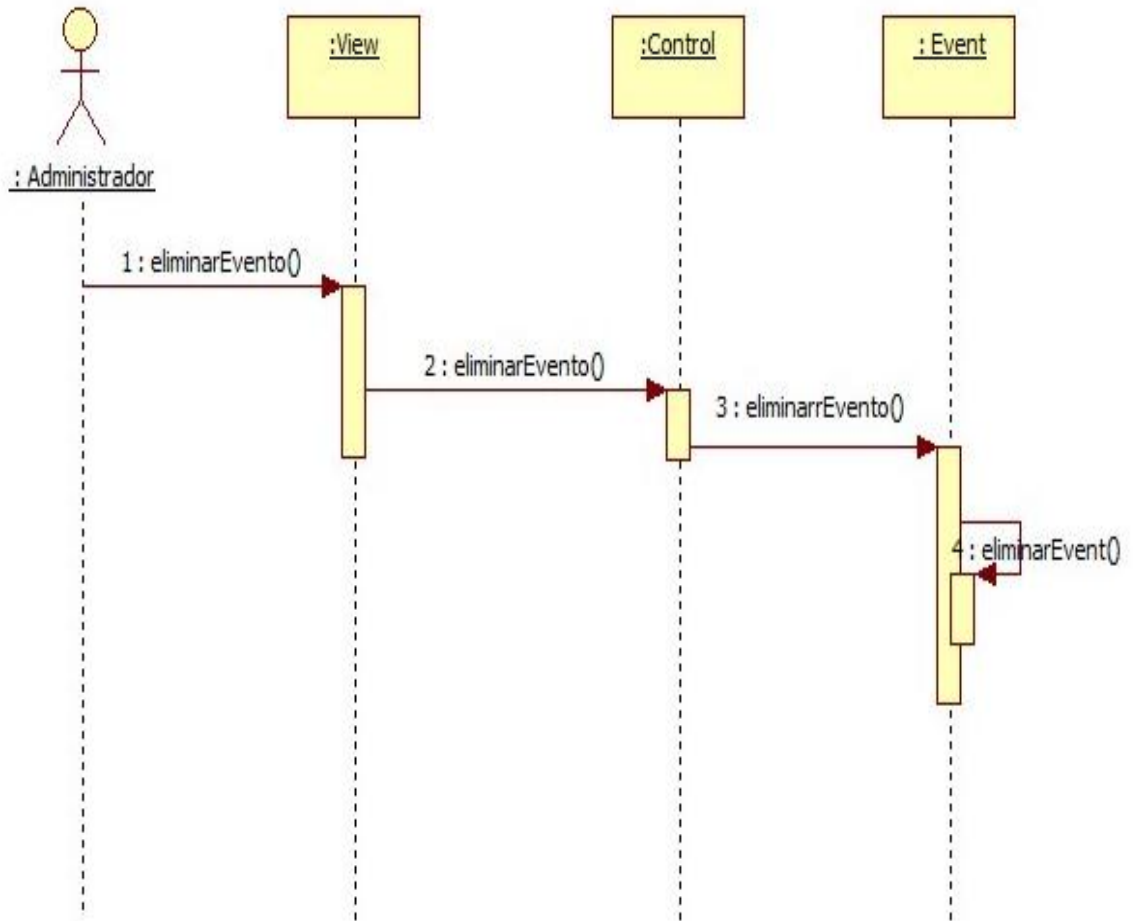 :View
:Control
: Event
: Administrador
1 : eliminarEvento()
2 : eliminarEvento()
3 : eliminarrEvento()
4 : eliminarEvent()